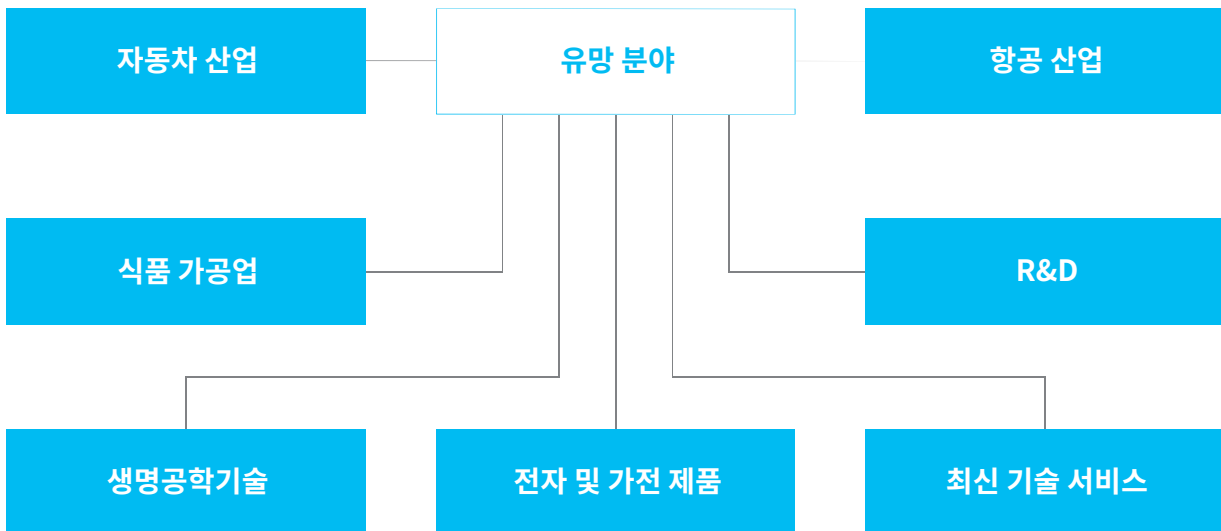 자동차 산업
유망 분야
항공 산업
식품 가공업
R&D
생명공학기술
전자 및 가전 제품
최신 기술 서비스